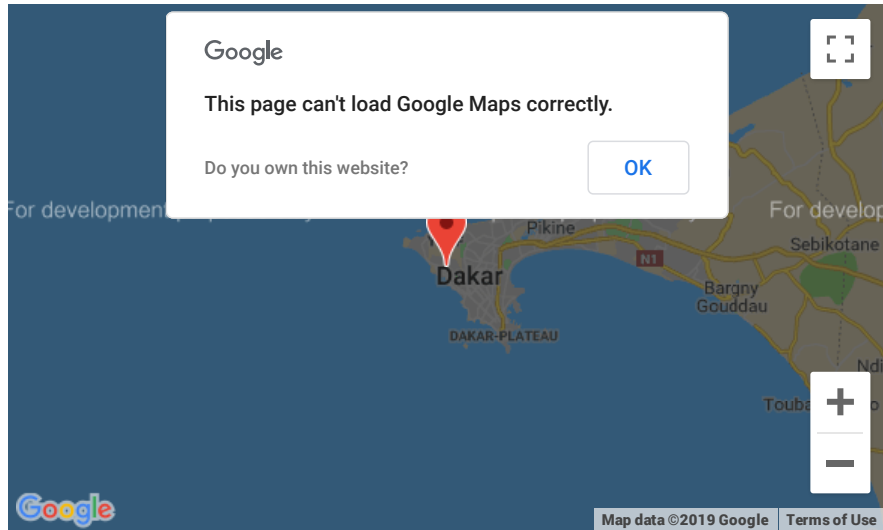 Google
This page can't load Google Maps correctly.
Do you own this website?
OK
For development
For develop
Pikine
Sebikotane
N1
Dakar
Bargny
Gouddau
DAKAR-PLATEAU
Ndi
Touba
o
Google
Map data ©2019 Google
Terms of Use